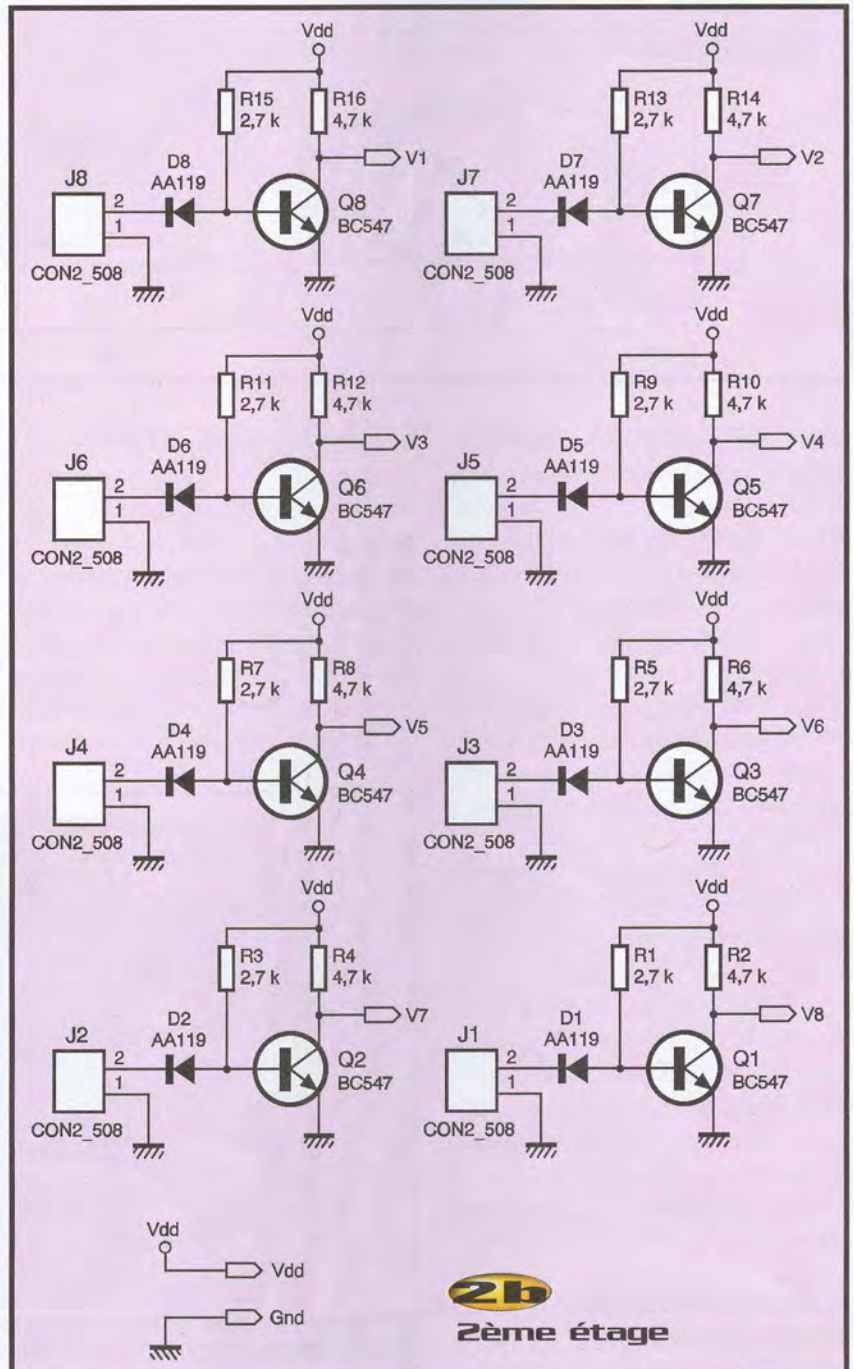 Vdd
R15
2,7 k
R16
4,7 k
V1
D8
AA119
J8
2
1
CON2_508
Q8
BC547
Vdd
R13
2,7 k
R14
4,7 k
V2
D7
AA119
J7
2
1
CON2_508
Q7
BC547
Vdd
R11
2,7 k
R12
4,7 k
V3
D6
AA119
J6
2
1
CON2_508
Q6
BC547
Vdd
R9
2,7 k
R10
4,7 k
V4
D5
AA119
J5
2
1
CON2_508
Q5
BC547
Vdd
R7
2,7 k
R8
4,7 k
V5
D4
AA119
J4
2
1
CON2_508
Q4
BC547
Vdd
R5
2,7 k
R6
4,7 k
V6
D3
AA119
J3
2
1
CON2_508
Q3
BC547
Vdd
R3
2,7 k
R4
4,7 k
V7
D2
AA119
J2
2
1
CON2_508
Q2
BC547
Vdd
R1
2,7 k
R2
4,7 k
V8
D1
AA119
J1
2
1
CON2_508
Q1
BC547
Vdd
Vdd
Gnd
2b
2ème étage